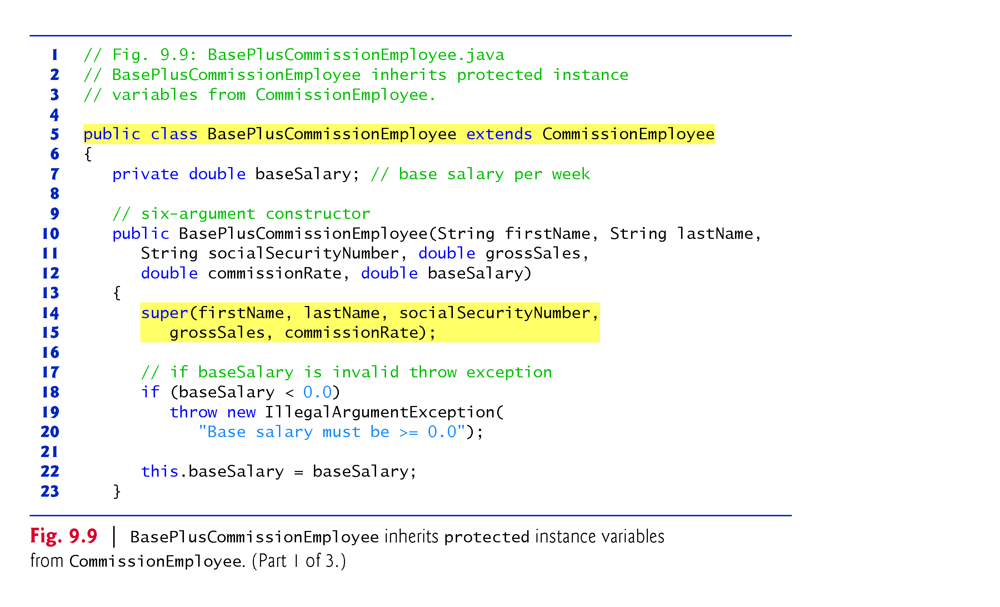 1 // Fig. 9.9: BasePlusCommissionEmployee.java
2 // BasePlusCommissionEmployee inherits protected instance
3 // variables from CommissionEmployee.
4
5 public class BasePlusCommissionEmployee extends CommissionEmployee
6 {
7 private double baseSalary; // base salary per week
8
9 // six-argument constructor
10 public BasePlusCommissionEmployee(String firstName, String lastName,
11 String socialSecurityNumber, double grossSales,
12 double commissionRate, double baseSalary)
13 {
14 super(firstName, lastName, socialSecurityNumber,
15 grossSales, commissionRate);
16
17 // if baseSalary is invalid throw exception
18 if (baseSalary < 0.0)
19 throw new IllegalArgumentException(
20 "Base salary must be >= 0.0");
21
22 this.baseSalary = baseSalary;
23 }
Fig. 9.9 | BasePlusCommissionEmployee inherits protected instance variables
from CommissionEmployee. (Part 1 of 3.)